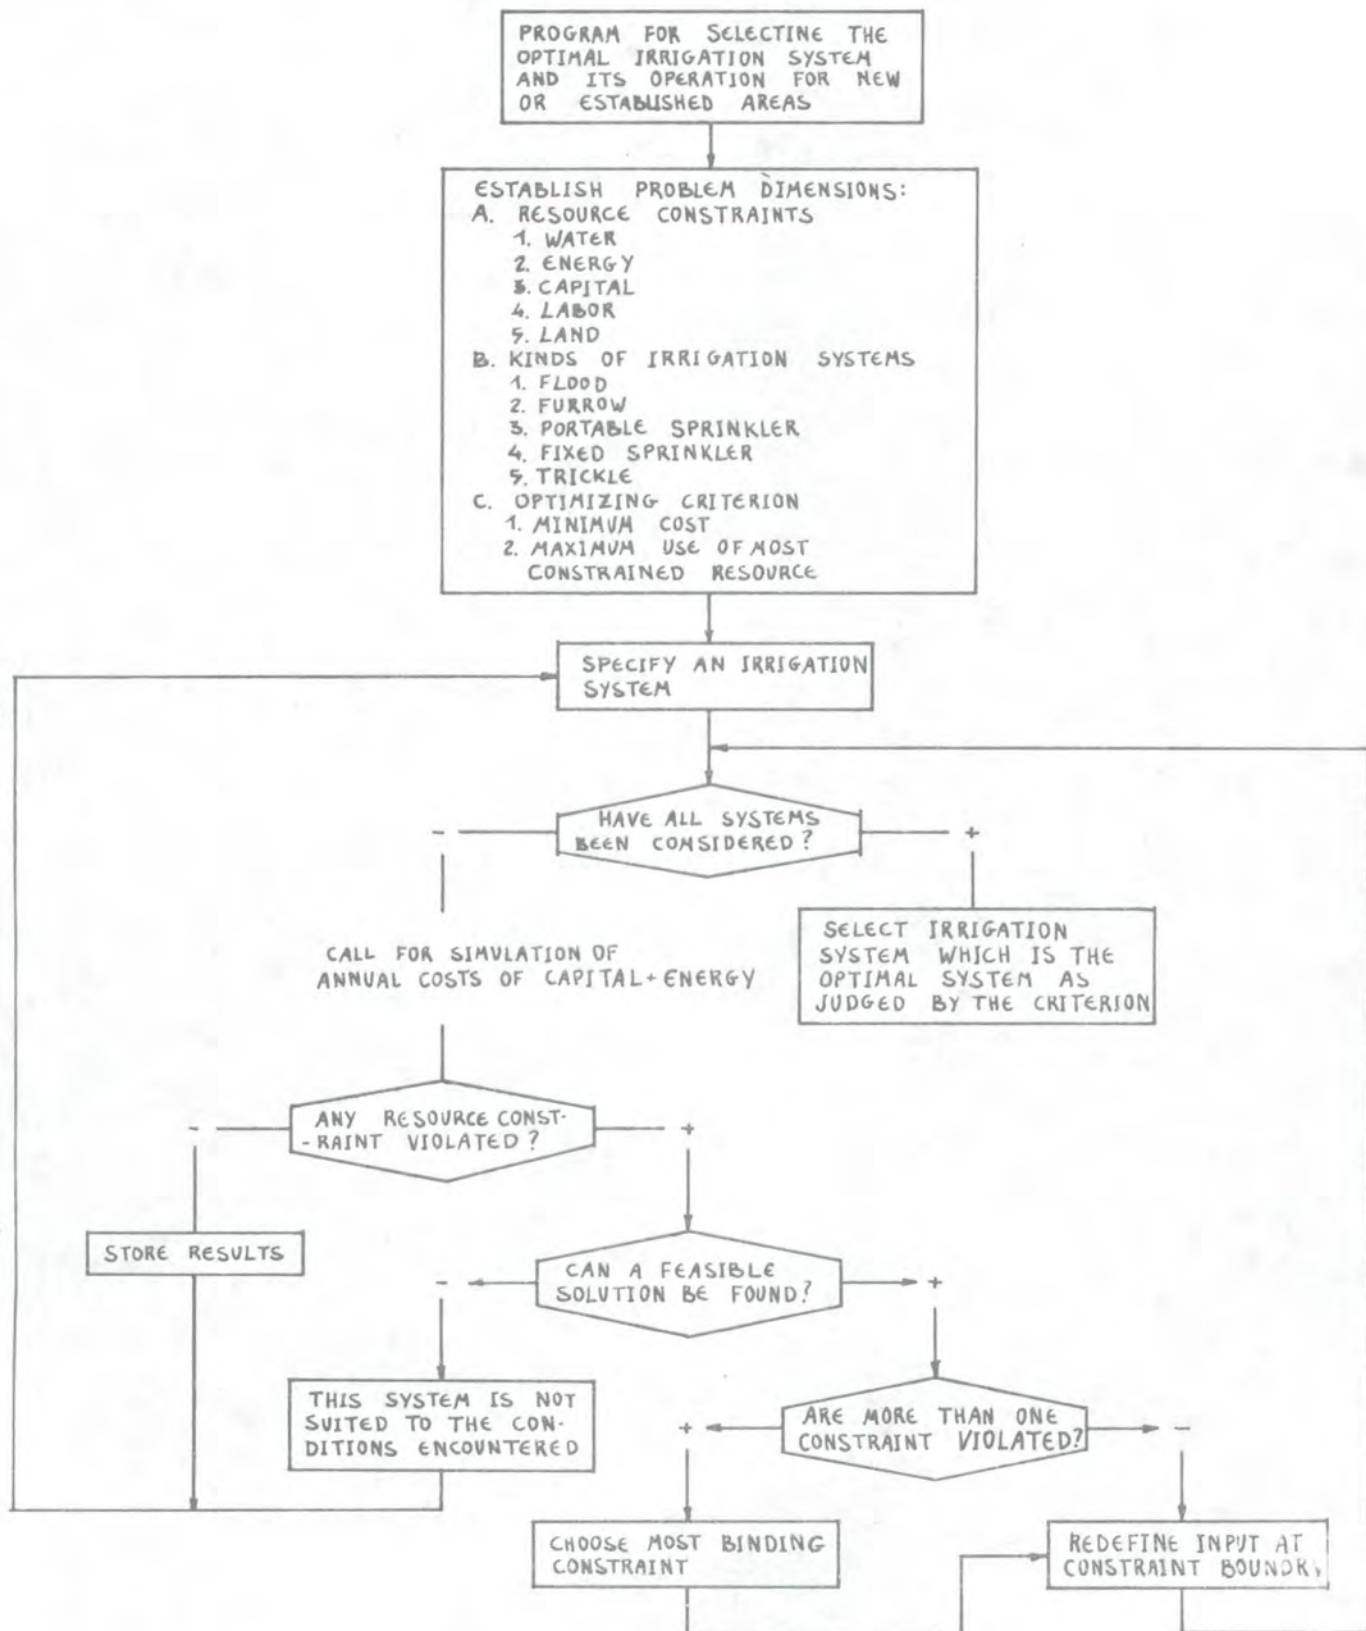 PROGRAM FOR SELECTINE THE
OPTIMAL IRRIGATION SYSTEM
AND ITS OPERATION FOR NEW
OR ESTABLISHED AREAS
ESTABLISH PROBLEM DIMENSIONS:
A. RESOURCE CONSTRAINTS
1. WATER
2. ENERGY
3. CAPITAL
4. LABOR
5. LAND
B. KINDS OF IRRIGATION SYSTEMS
1. FLOOD
2. FURROW
3. PORTABLE SPRINKLER
4. FIXED SPRINKLER
5. TRICKLE
C. OPTIMIZING CRITERION
1. MINIMUM COST
2. MAXIMUM USE OF MOST
CONSTRAINED RESOURCE
SPECIFY AN IRRIGATION
SYSTEM
HAVE ALL SYSTEMS
BEEN CONSIDERED?
-
+
CALL FOR SIMULATION OF
ANNUAL COSTS OF CAPITAL+ENERGY
SELECT IRRIGATION
SYSTEM WHICH IS THE
OPTIMAL SYSTEM AS
JUDGED BY THE CRITERION
ANY RESOURCE CONST-
-RAINT VIOLATED?
-
+
STORE RESULTS
CAN A FEASIBLE
SOLUTION BE FOUND?
-
+
THIS SYSTEM IS NOT
SUITED TO THE CON-
DITIONS ENCOUNTERED
ARE MORE THAN ONE
CONSTRAINT VIOLATED?
+
-
CHOOSE MOST BINDING
CONSTRAINT
REDEFINE INPUT AT
CONSTRAINT BOUNDRY